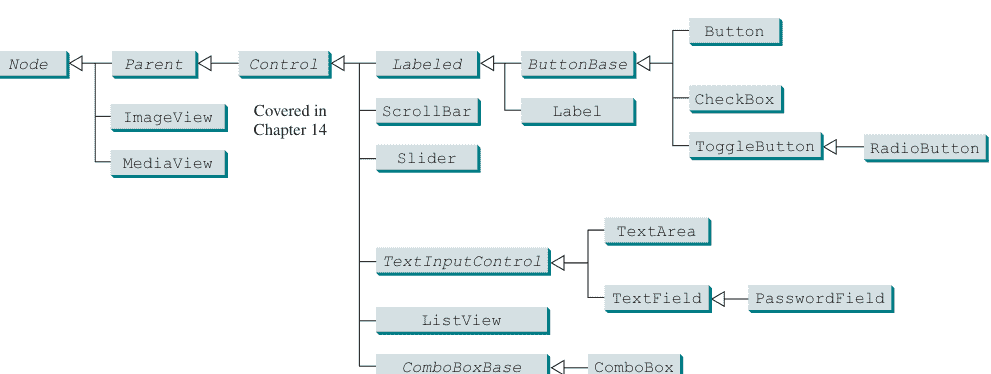 Button
Node
Parent
Control
Labeled
ButtonBase
CheckBox
ImageView
Covered in
Chapter 14
ScrollBar
Label
MediaView
Slider
ToggleButton
RadioButton
TextArea
TextInputControl
TextField
PasswordField
ListView
ComboBoxBase
ComboBox